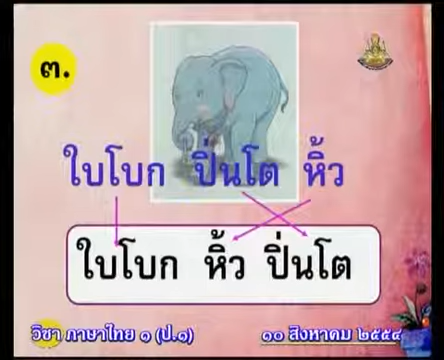 ๓.
ใบโบก ปิ่นโต หิ้ว
ใบโบก หิ้ว ปิ่นโต
วิชา ภาษาไทย ๑ (ป.๑) ๑๐ สิงหาคม ๒๕๕๔